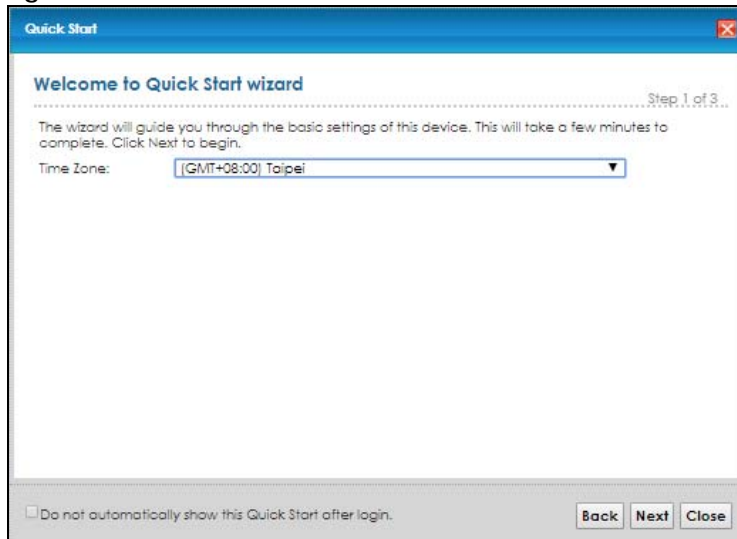 Quick Start
Welcome to Quick Start wizard
Step 1 of 3
The wizard will guide you through the basic settings of this device. This will take a few minutes to
complete. Click Next to begin.
Time Zone: (GMT+08:00) Taipei
Do not automatically show this Quick Start after login.
Back Next Close